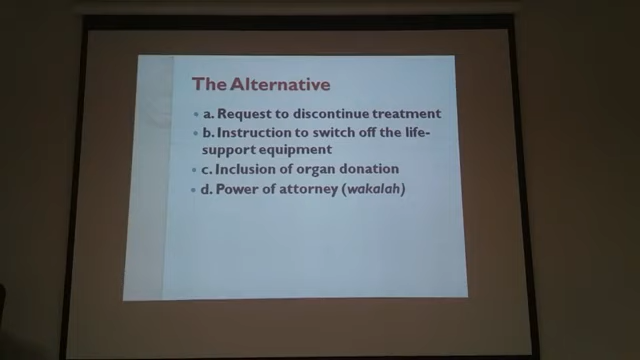 The Alternative
a. Request to discontinue treatment
b. Instruction to switch off the life-
support equipment
c. Inclusion of organ donation
d. Power of attorney (wakalah)